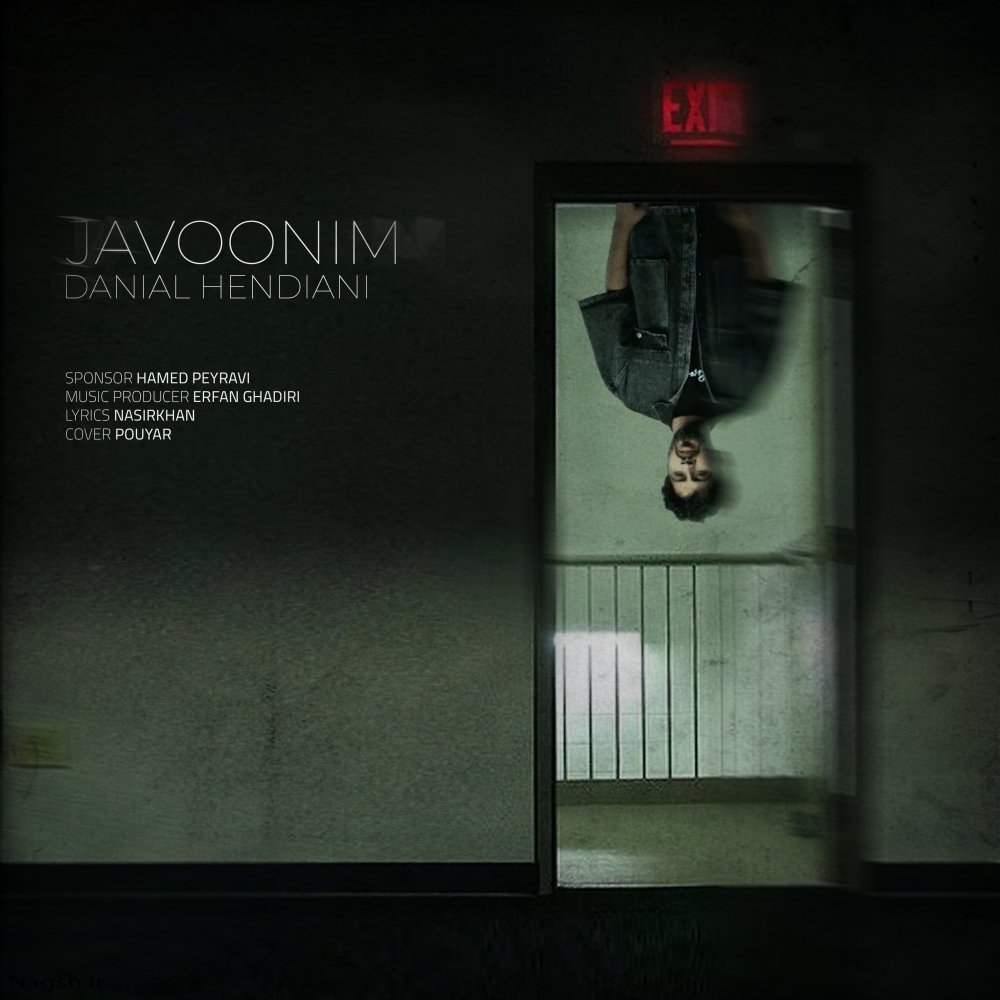 EXIT
JAVOONIM
DANIAL HENDIANI
SPONSOR HAMED PEYRAVI
MUSIC PRODUCER ERFAN GHADIRI
LYRICS NASIRKHAN
COVER POUYAR